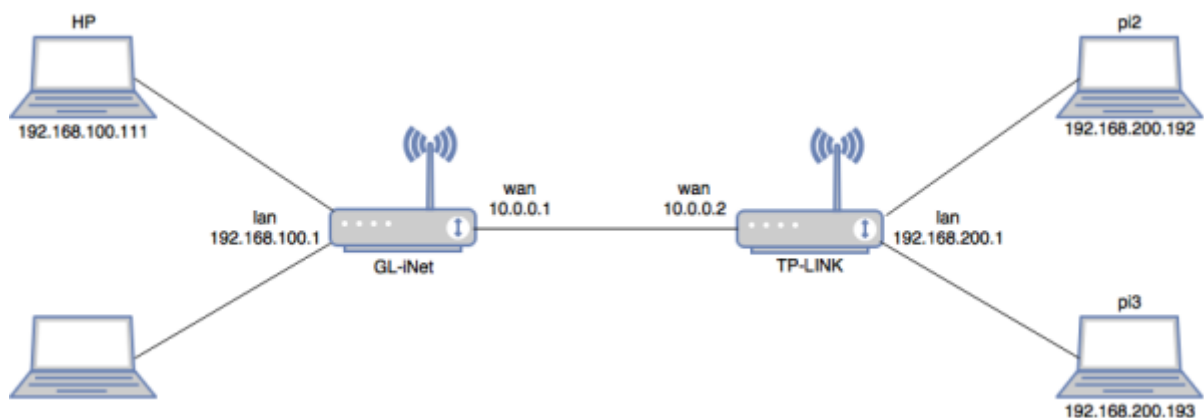 HP
192.168.100.111
lan
192.168.100.1
GL-iNet
wan
10.0.0.1
wan
10.0.0.2
TP-LINK
lan
192.168.200.1
pi2
192.168.200.192
pi3
192.168.200.193